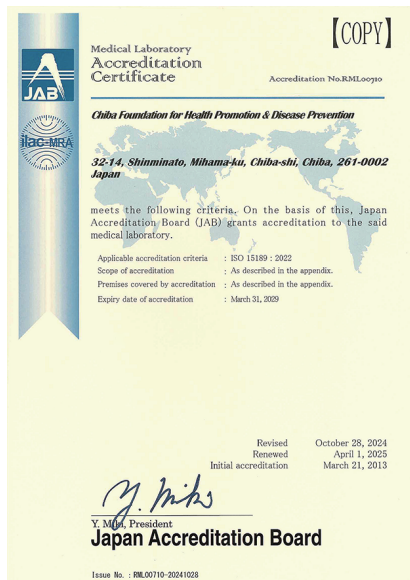 【COPY】
Medical Laboratory
Accreditation
Certificate
Accreditation No.RML00710
JAB
ilac-MRA
Chiba Foundation for Health Promotion & Disease Prevention
32-14, Shinminato, Mihama-ku, Chiba-shi, Chiba, 261-0002
Japan
meets the following criteria. On the basis of this, Japan
Accreditation Board (JAB) grants accreditation to the said
medical laboratory.
Applicable accreditation criteria : ISO 15189 : 2022
Scope of accreditation : As described in the appendix.
Premises covered by accreditation : As described in the appendix.
Expiry date of accreditation : March 31, 2029
Revised October 28, 2024
Renewed April 1, 2025
Initial accreditation March 21, 2013
Y. Miki
Y. Miki, President
Japan Accreditation Board
Issue No. : RML00710-20241028